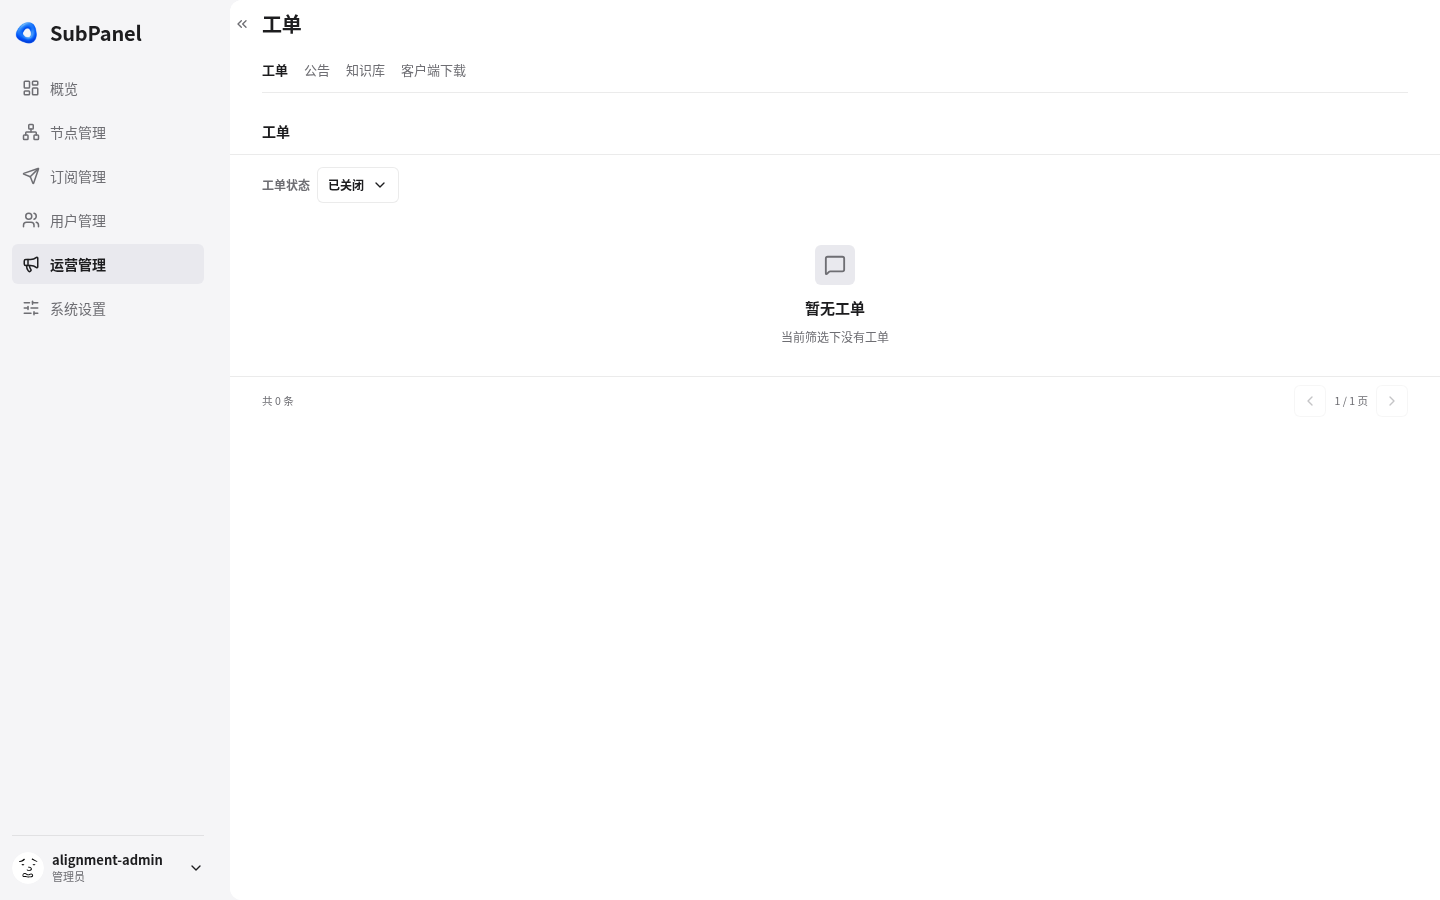 SubPanel
概览
节点管理
订阅管理
用户管理
运营管理
系统设置
alignment-admin
管理员
工单
工单 公告 知识库 客户端下载
工单
工单状态 已关闭
暂无工单
当前筛选下没有工单
共 0 条
1 / 1 页